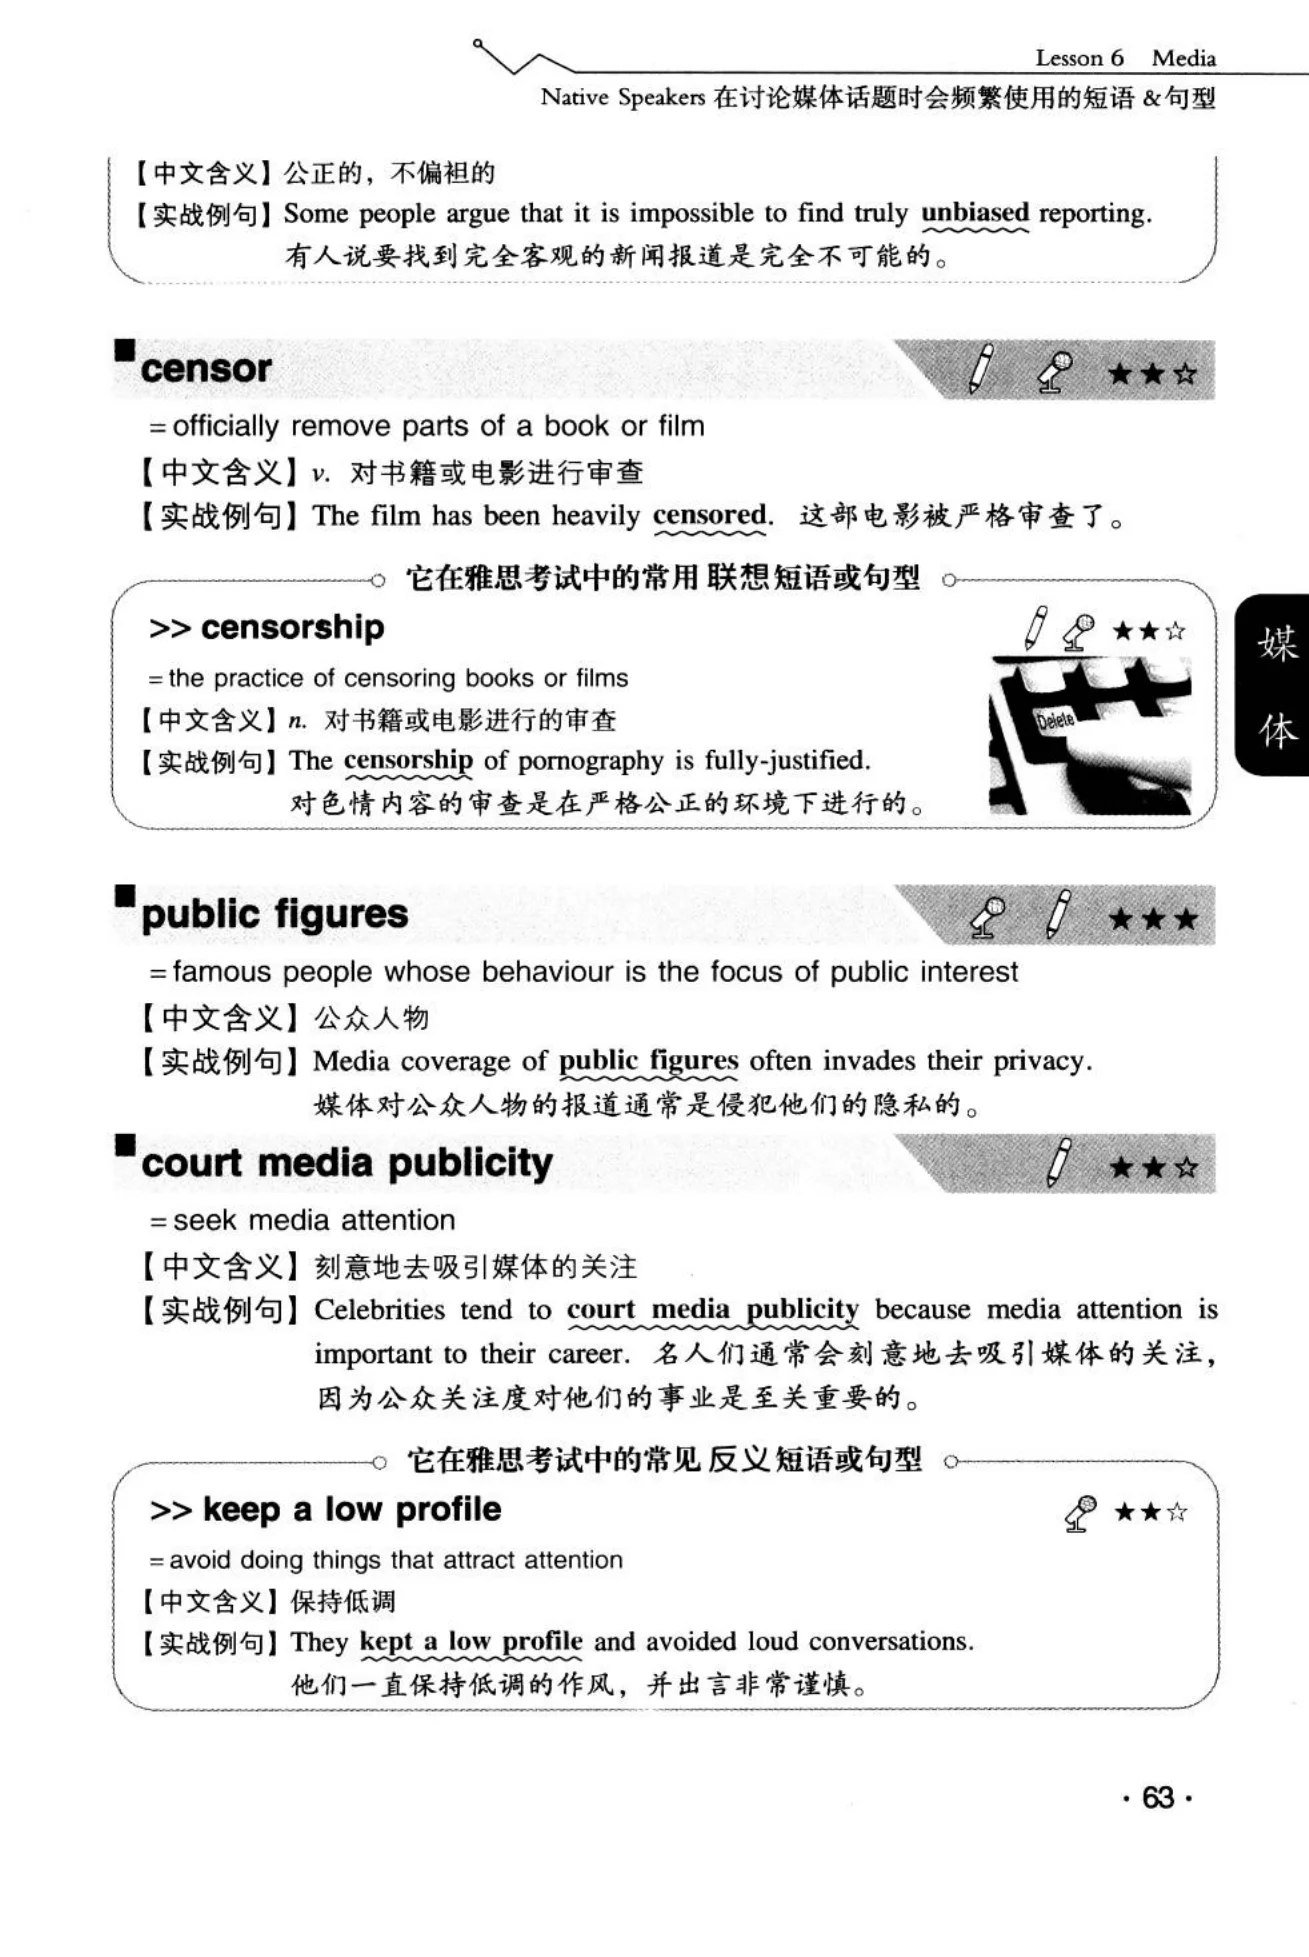 Lesson 6 Media
Native Speakers 在讨论媒体话题时会频繁使用的短语 & 句型
【中文含义】公正的，不偏袒的
【实战例句】Some people argue that it is impossible to find truly unbiased reporting.
有人说要找到完全客观的新闻报道是完全不可能的。
censor ★★☆
=officially remove parts of a book or film
【中文含义】v. 对书籍或电影进行审查
【实战例句】The film has been heavily censored. 这部电影被严格审查了。
它在雅思考试中的常用联想短语或句型
>> censorship ★★☆
=the practice of censoring books or films
Delete
【中文含义】n. 对书籍或电影进行的审查
【实战例句】The censorship of pornography is fully-justified.
对色情内容的审查是在严格公正的环境下进行的。
媒
体
public figures ★★★
=famous people whose behaviour is the focus of public interest
【中文含义】公众人物
【实战例句】Media coverage of public figures often invades their privacy.
媒体对公众人物的报道通常是侵犯他们的隐私的。
court media publicity ★★☆
=seek media attention
【中文含义】刻意地去吸引媒体的关注
【实战例句】Celebrities tend to court media publicity because media attention is
important to their career. 名人们通常会刻意地去吸引媒体的关注，
因为公众关注度对他们的事业是至关重要的。
它在雅思考试中的常见反义短语或句型
>> keep a low profile ★★☆
=avoid doing things that attract attention
【中文含义】保持低调
【实战例句】They kept a low profile and avoided loud conversations.
他们一直保持低调的作风，并出言非常谨慎。
·63·